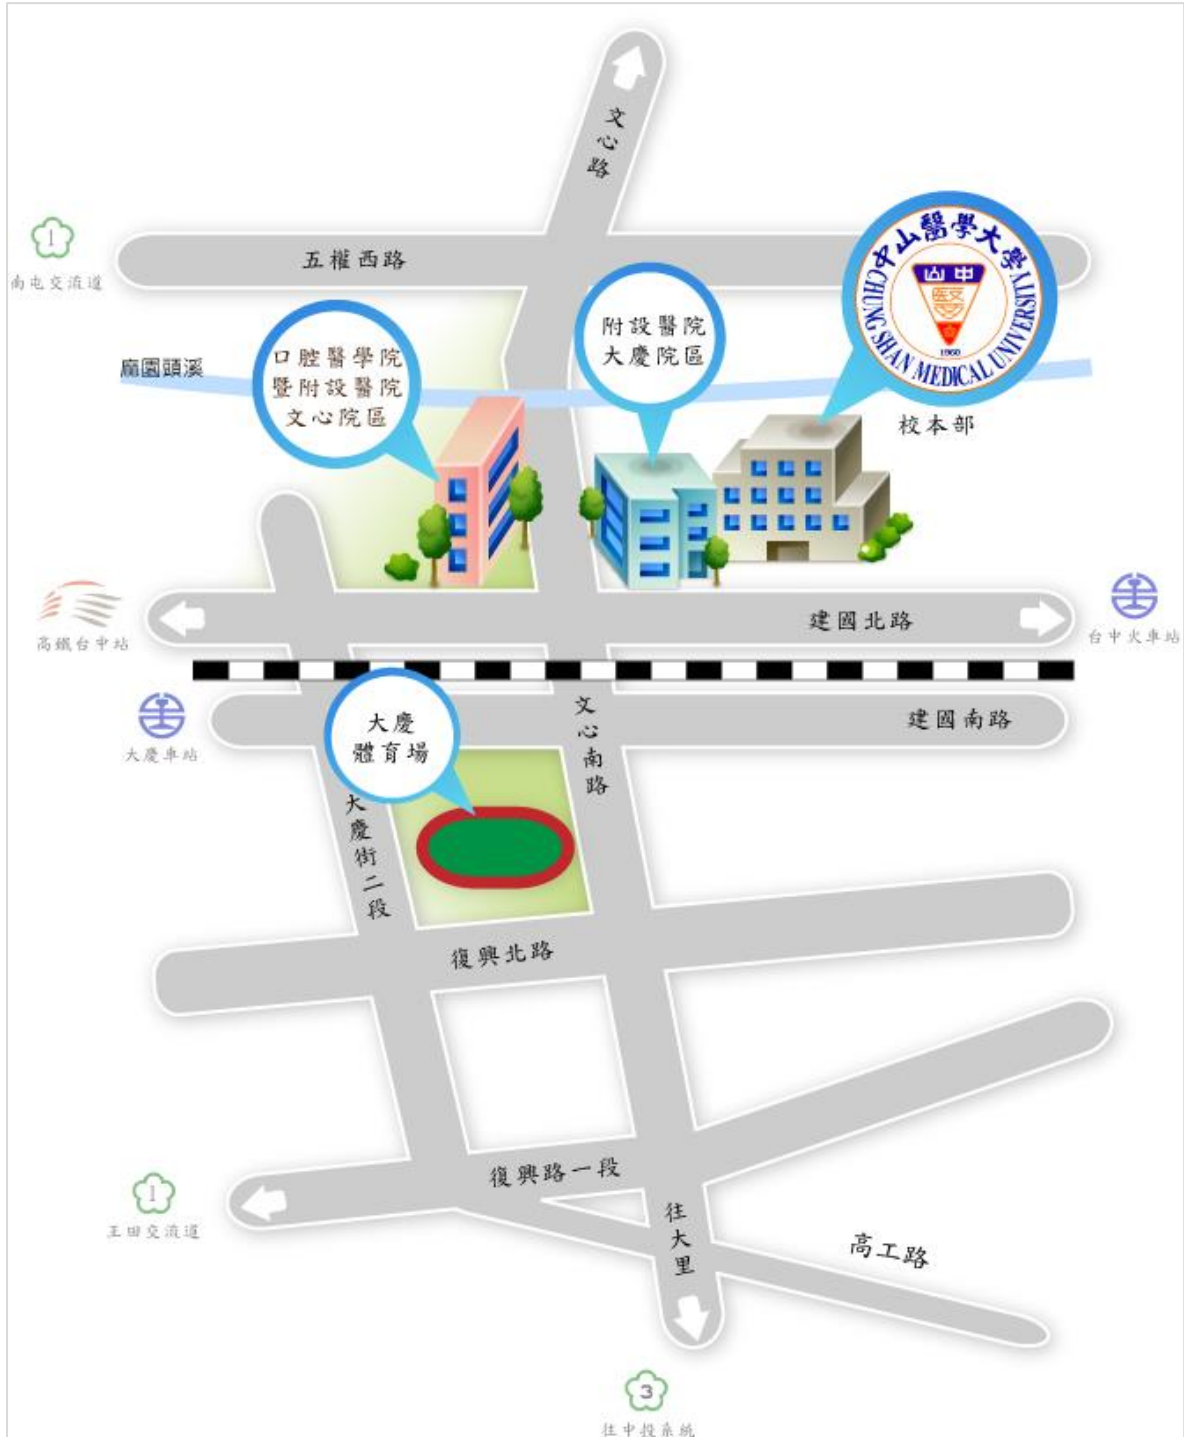 文心路
1
南屯交流道
五權西路
中山醫學大學
CHUNG SHAN MEDICAL UNIVERSITY
中山
1960
校本部
附設醫院
大慶院區
口腔醫學院
暨附設醫院
文心院區
麻園頭溪
高鐵台中站
建國北路
台中火車站
大慶車站
大慶
體育場
文心南路
建國南路
大慶街二段
復興北路
復興路一段
1
王田交流道
往大里
高工路
3
往中投系統